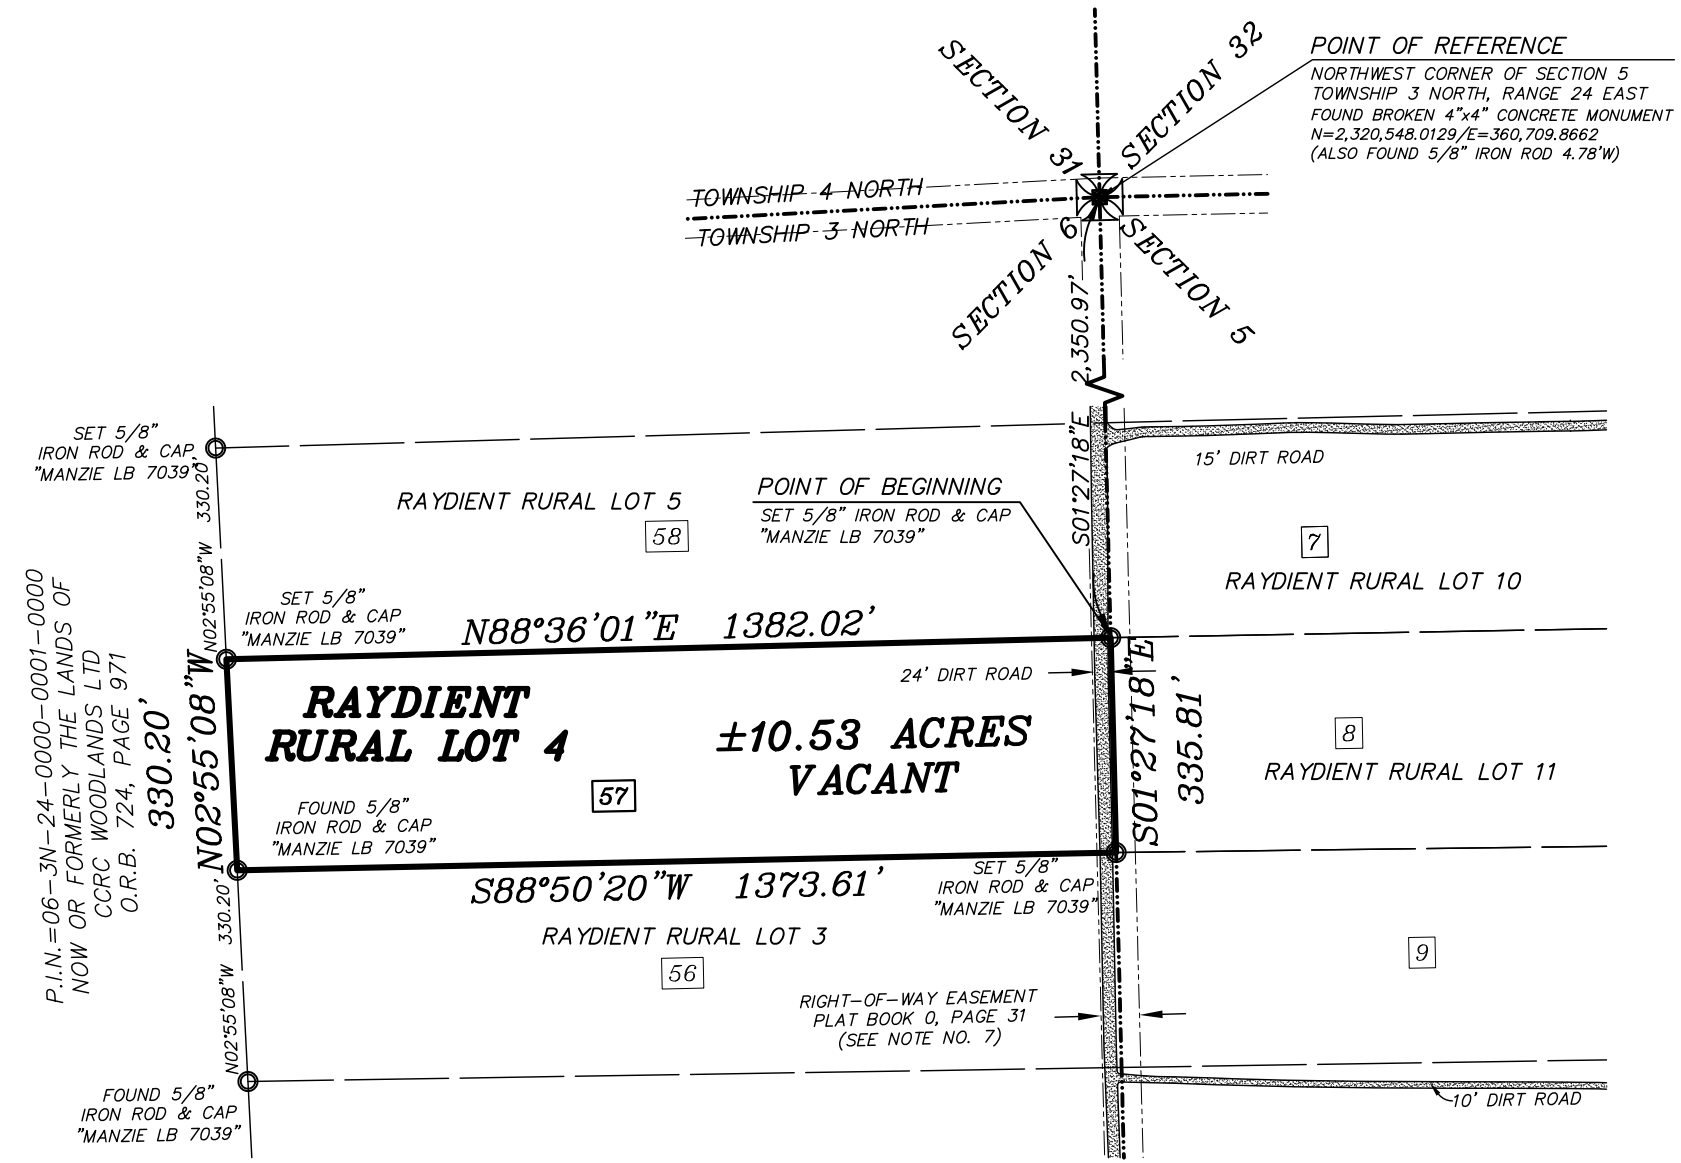 SECTION 31
SECTION 32
POINT OF REFERENCE
NORTHWEST CORNER OF SECTION 5
TOWNSHIP 3 NORTH, RANGE 24 EAST
FOUND BROKEN 4"x4" CONCRETE MONUMENT
N=2,320,548.0129/E=360,709.8662
(ALSO FOUND 5/8" IRON ROD 4.78'W)
TOWNSHIP 4 NORTH
TOWNSHIP 3 NORTH
SECTION 6
SECTION 5
S01°27'18"E 2,350.97'
SET 5/8"
IRON ROD & CAP
"MANZIE LB 7039"
N02°55'08"W 330.20'
RAYDIENT RURAL LOT 5
58
POINT OF BEGINNING
SET 5/8" IRON ROD & CAP
"MANZIE LB 7039"
15' DIRT ROAD
7
RAYDIENT RURAL LOT 10
SET 5/8"
IRON ROD & CAP
"MANZIE LB 7039"
N88°36'01"E 1382.02'
24' DIRT ROAD
P.I.N.=06-3N-24-0000-0001-0000
NOW OR FORMERLY THE LANDS OF
CCRC WOODLANDS LTD
O.R.B. 724, PAGE 971
330.20'
N02°55'08"W
RAYDIENT
RURAL LOT 4
±10.53 ACRES
VACANT
57
S01°27'18"E
335.81'
8
RAYDIENT RURAL LOT 11
FOUND 5/8"
IRON ROD & CAP
"MANZIE LB 7039"
S88°50'20"W 1373.61'
SET 5/8"
IRON ROD & CAP
"MANZIE LB 7039"
N02°55'08"W 330.20'
RAYDIENT RURAL LOT 3
56
9
RIGHT-OF-WAY EASEMENT
PLAT BOOK 0, PAGE 31
(SEE NOTE NO. 7)
FOUND 5/8"
IRON ROD & CAP
"MANZIE LB 7039"
10' DIRT ROAD